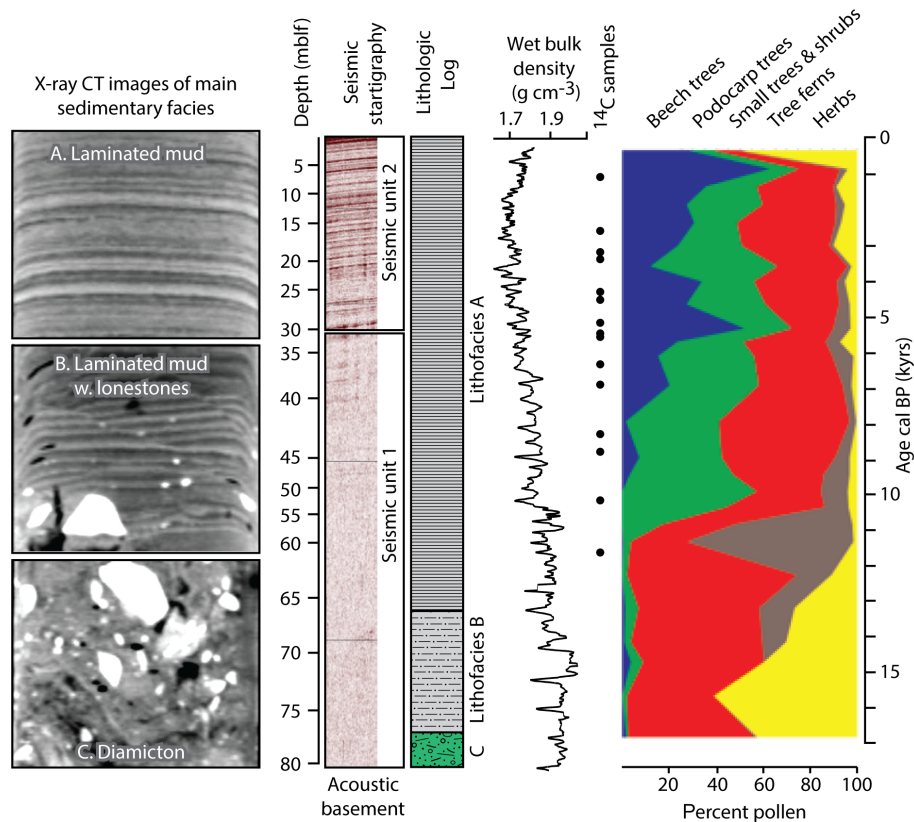 X-ray CT images of main
sedimentary facies
A. Laminated mud
B. Laminated mud
w. lonestones
C. Diamicton
Depth (mblf)
5
10
15
20
25
30
35
40
45
50
55
60
65
70
75
80
Seismic
startigraphy
Seismic unit 2
Seismic unit 1
Acoustic
basement
Lithologic
Log
Lithofacies A
Lithofacies B
C
Wet bulk
density
(g cm-3)
1.7 1.9
14C samples
Beech trees
Podocarp trees
Small trees & shrubs
Tree ferns
Herbs
0
5
10
15
Age cal BP (kyrs)
20 40 60 80 100
Percent pollen